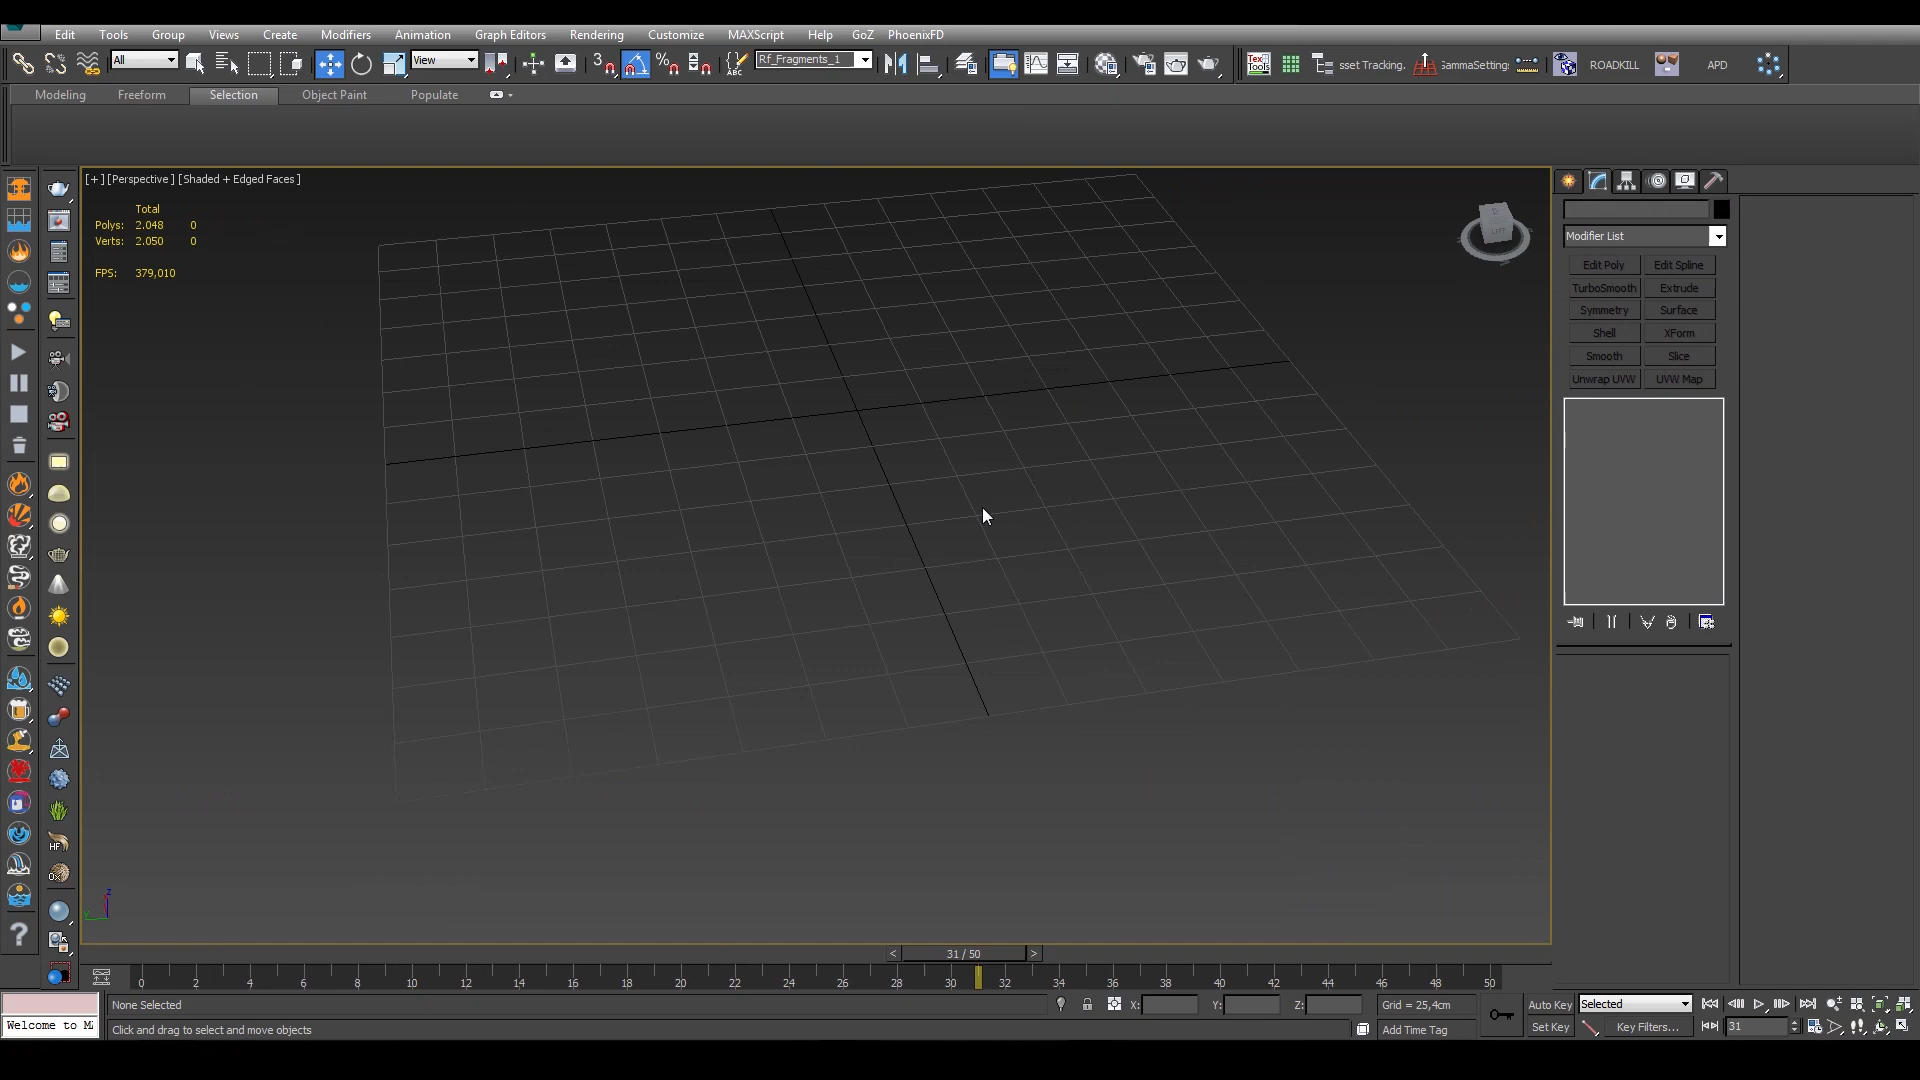 Edit Tools Group Views Create Modifiers Animation Graph Editors Rendering Customize MAXScript Help GoZ PhoenixFD
All View 3 % ABC Rf_Fragments_1 Tex Tools sset Tracking. GammaSetting: ROADKILL APD
Modeling Freeform Selection Object Paint Populate
[+] [Perspective ] [Shaded + Edged Faces ]
Total
Polys: 2.048 0
Verts: 2.050 0
FPS: 379,010
LEFT
Modifier List
Edit Poly Edit Spline
TurboSmooth Extrude
Symmetry Surface
Shell XForm
Smooth Slice
Unwrap UVW UVW Map
HF
z
y
< 31 / 50 >
0 2 4 6 8 10 12 14 16 18 20 22 24 26 28 30 32 34 36 38 40 42 44 46 48 50
None Selected X: Y: Z: Grid = 25,4cm Auto Key Selected
Welcome to Click and drag to select and move objects Add Time Tag Set Key Key Filters... 31